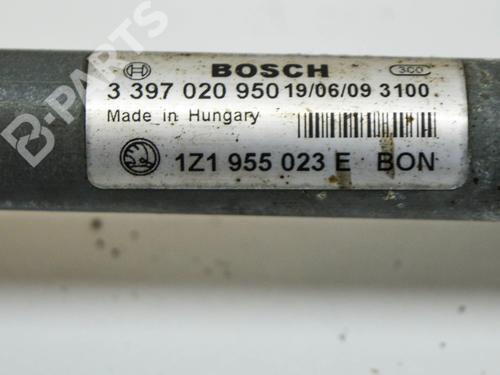 B-PARTS
BOSCH
3 397 020 950 19/06/09 3100
Made in Hungary
1Z1 955 023 E BON